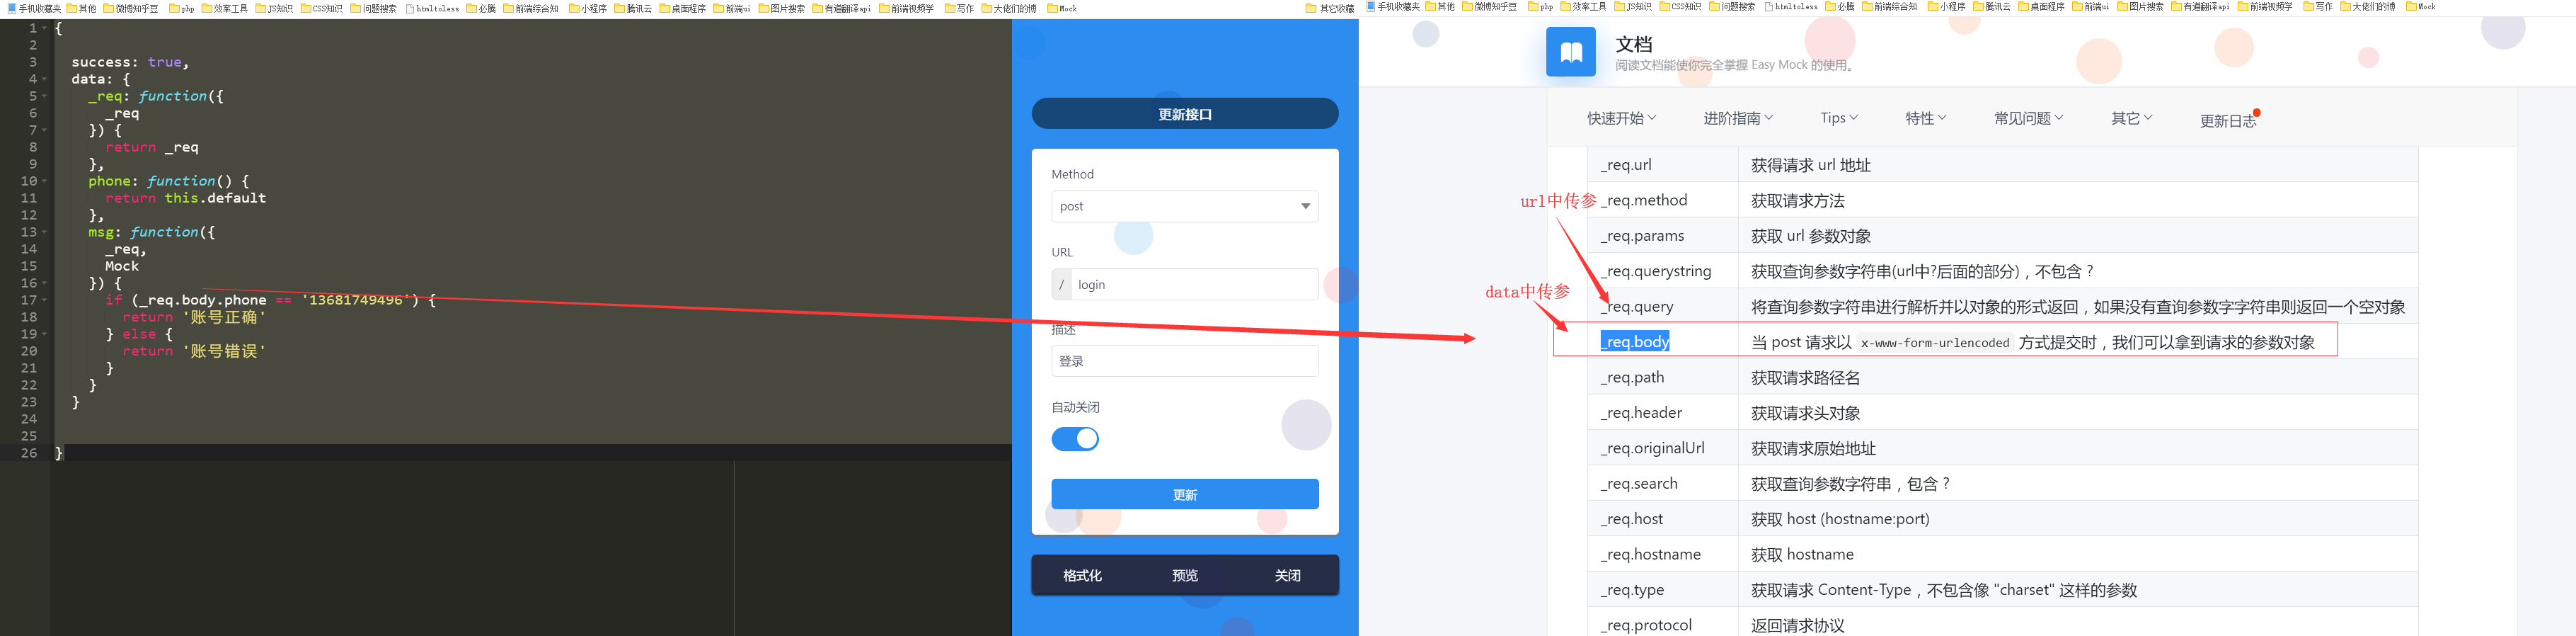 手机收藏夹 其他 微博知乎豆 php 效率工具 JS知识 CSS知识 问题搜索 htmltoless 必腾 前端综合知 小程序 腾讯云 桌面程序 前端ui 图片搜索 有道翻译api 前端视频学 写作 大佬们的博 Mock 其它收藏
手机收藏夹 其他 微博知乎豆 php 效率工具 JS知识 CSS知识 问题搜索 htmltoless 必腾 前端综合知 小程序 腾讯云 桌面程序 前端ui 图片搜索 有道翻译api 前端视频学 写作 大佬们的博 Mock
1 {
2
3 success: true,
4 data: {
5 _req: function({
6 _req
7 }) {
8 return _req
9 },
10 phone: function() {
11 return this.default
12 },
13 msg: function({
14 _req,
15 Mock
16 }) {
17 if (_req.body.phone == '13681749496') {
18 return '账号正确'
19 } else {
20 return '账号错误'
21 }
22 }
23 }
24
25
26 }
更新接口
Method
post
URL
/ login
描述
登录
自动关闭
更新
格式化 预览 关闭
文档
阅读文档能使你完全掌握 Easy Mock 的使用。
快速开始 进阶指南 Tips 特性 常见问题 其它 更新日志
_req.url 获得请求 url 地址
url中传参
_req.method 获取请求方法
_req.params 获取 url 参数对象
_req.querystring 获取查询参数字符串(url中?后面的部分)，不包含 ?
data中传参
_req.query 将查询参数字符串进行解析并以对象的形式返回，如果没有查询参数字字符串则返回一个空对象
_req.body 当 post 请求以 x-www-form-urlencoded 方式提交时，我们可以拿到请求的参数对象
_req.path 获取请求路径名
_req.header 获取请求头对象
_req.originalUrl 获取请求原始地址
_req.search 获取查询参数字符串，包含 ?
_req.host 获取 host (hostname:port)
_req.hostname 获取 hostname
_req.type 获取请求 Content-Type，不包含像 "charset" 这样的参数
_req.protocol 返回请求协议